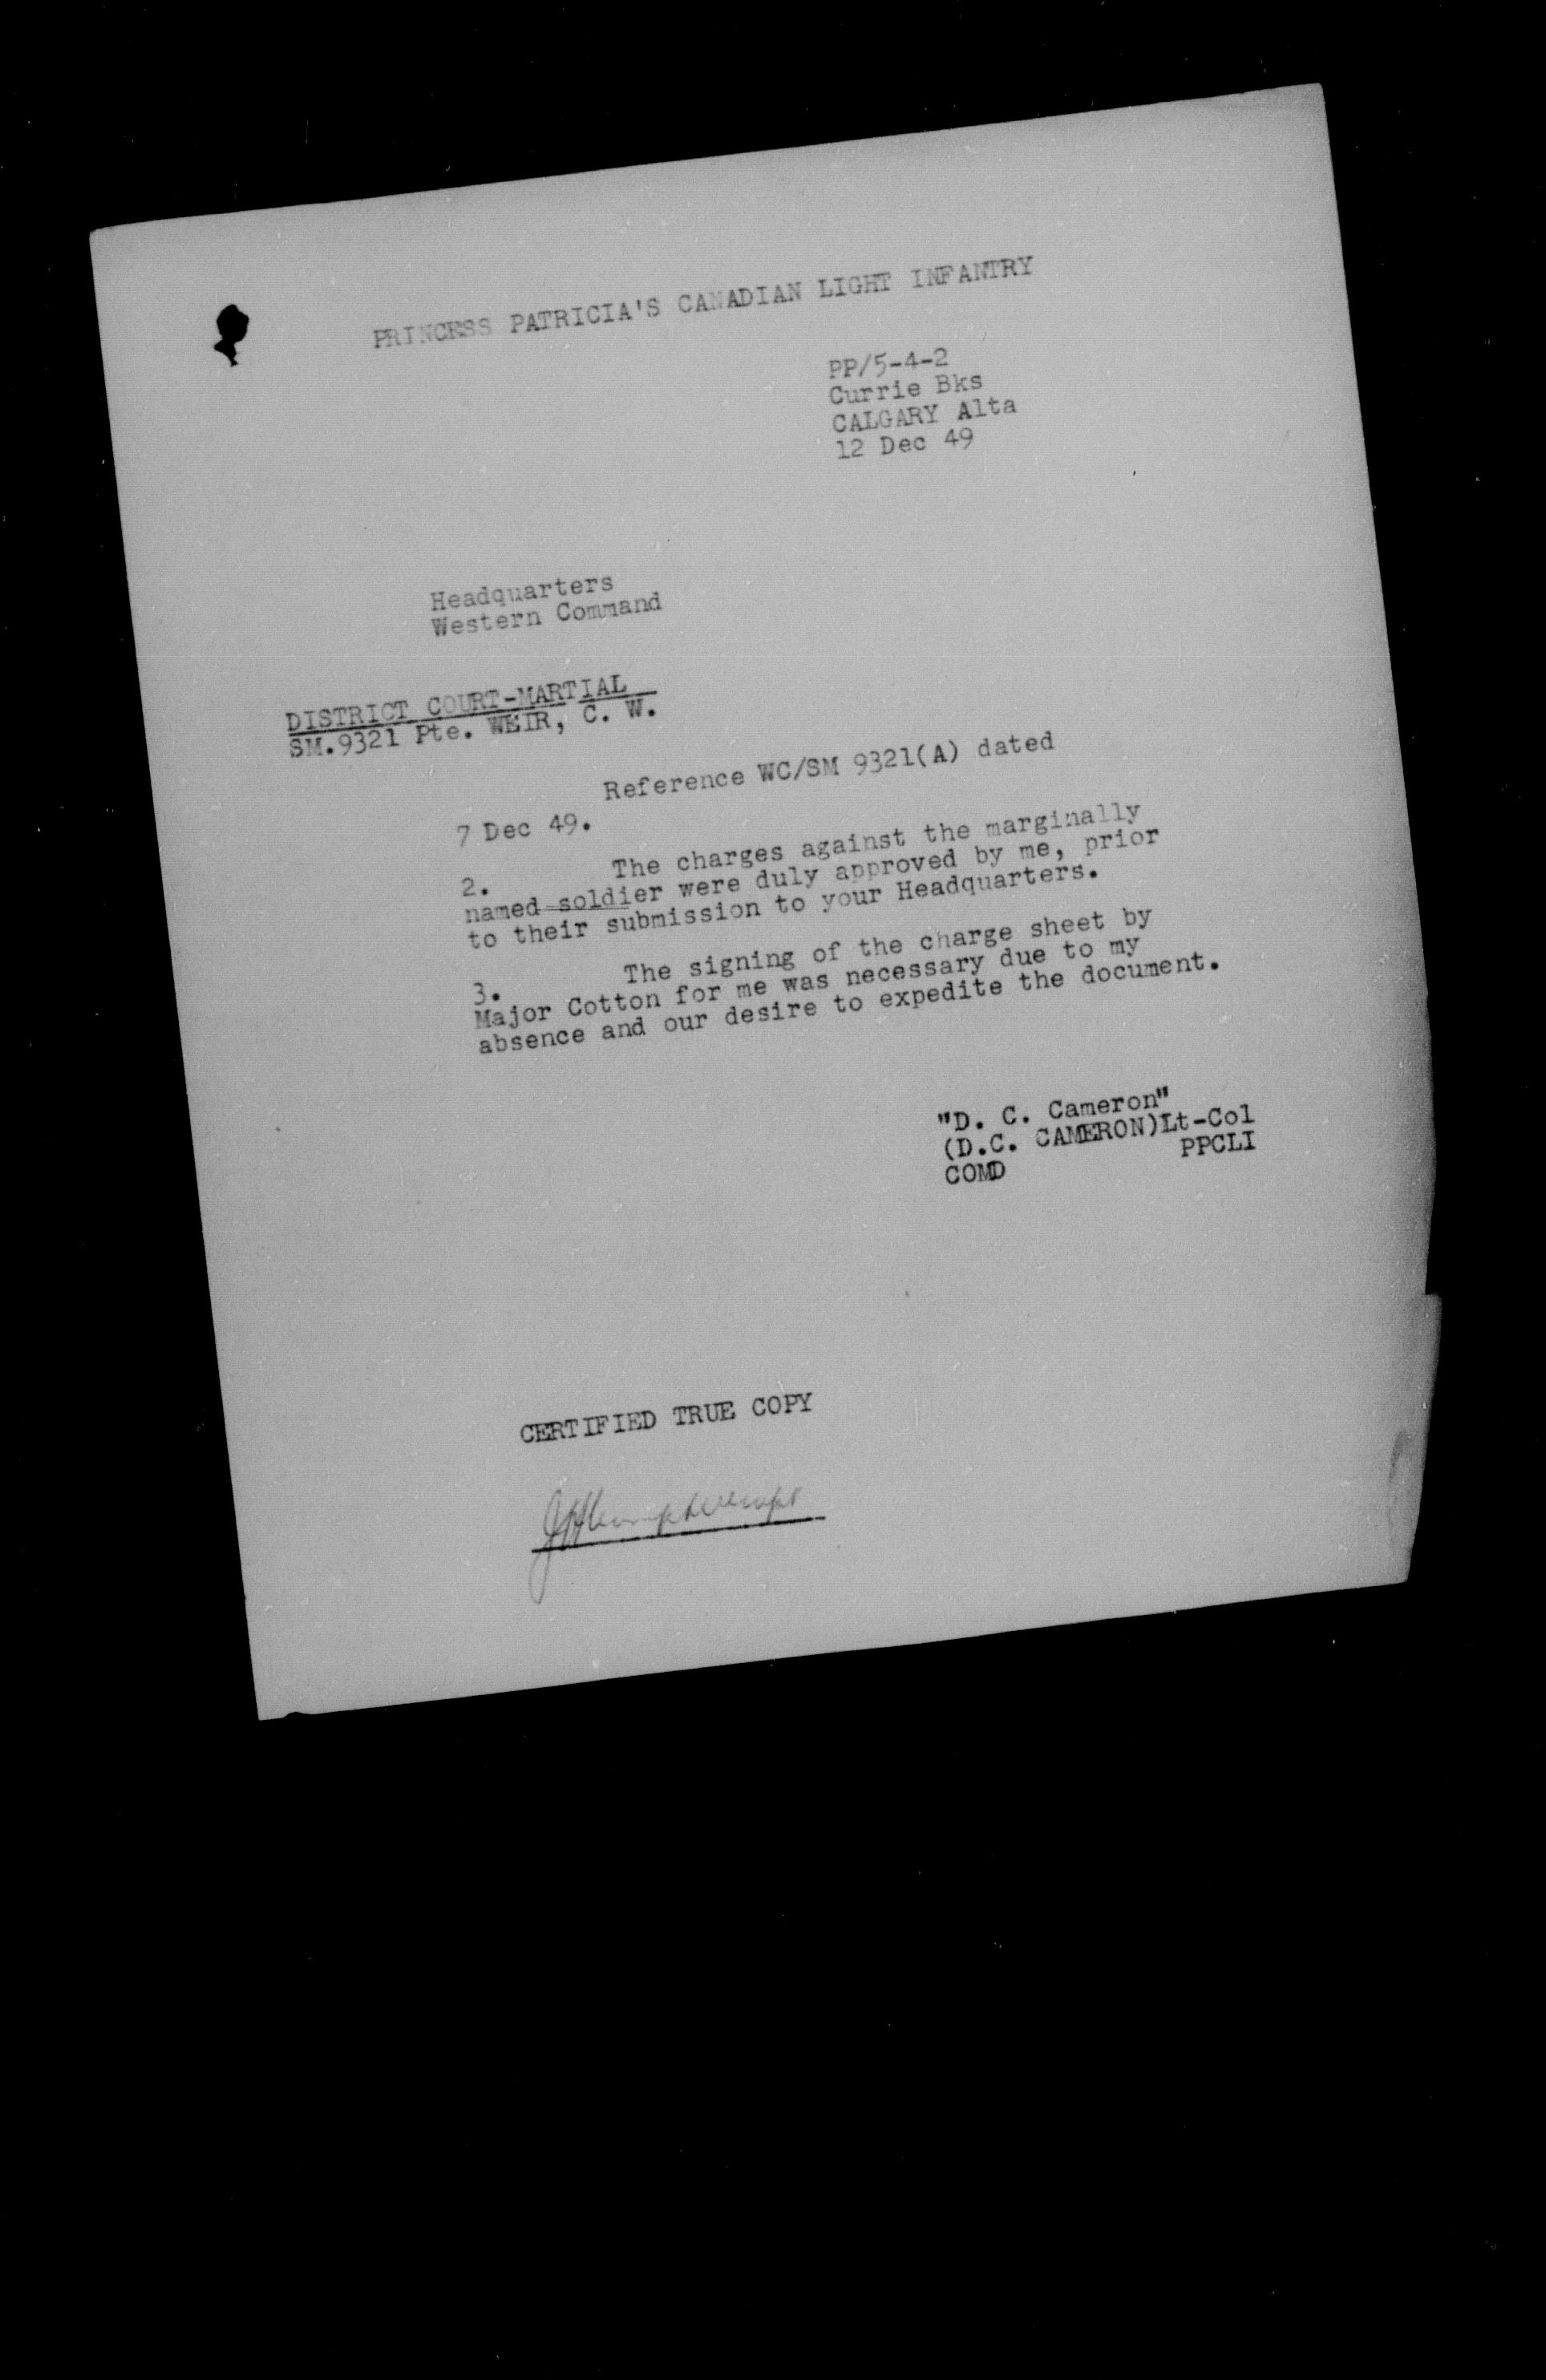 PRINCESS PATRICIA'S CANADIAN LIGHT INFANTRY
PP/5-4-2
Currie Bks
CALGARY Alta
12 Dec 49
Headquarters
Western Command
DISTRICT COURT-MARTIAL
SM.9321 Pte. WEIR, C. W.
Reference WC/SM 9321(A) dated
7 Dec 49.
2. The charges against the marginally
named soldier were duly approved by me, prior
to their submission to your Headquarters.
3. The signing of the charge sheet by
Major Cotton for me was necessary due to my
absence and our desire to expedite the document.
"D. C. Cameron"
(D.C. CAMERON)Lt-Col
COMD PPCLI
CERTIFIED TRUE COPY